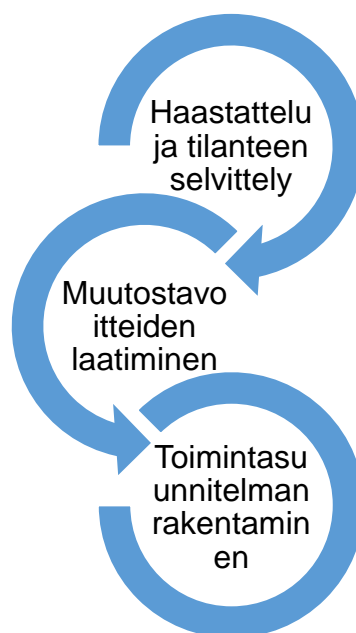 Haastattelu
ja tilanteen
selvittely
Muutostavo
itteiden
laatiminen
Toimintasu
unnitelman
rakentamin
en